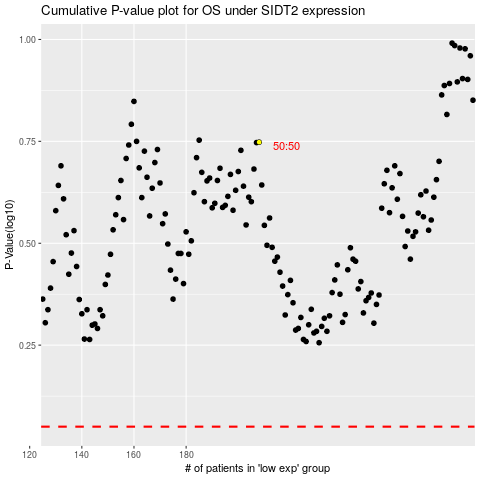 Cumulative P-value plot for OS under SIDT2 expression
1.00
0.75
50:50
0.50
0.25
P-Value(log10)
120 140 160 180
# of patients in 'low exp' group